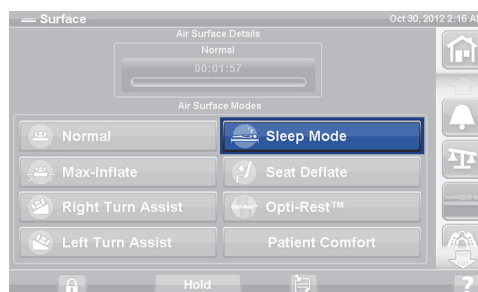 Surface
Oct 30, 2012 2:16 A
Air Surface Details
Normal
00:01:57
Air Surface Modes
Normal
Sleep Mode
Max-Inflate
Seat Deflate
Right Turn Assist
Opti-Rest™
Left Turn Assist
Patient Comfort
Hold
?